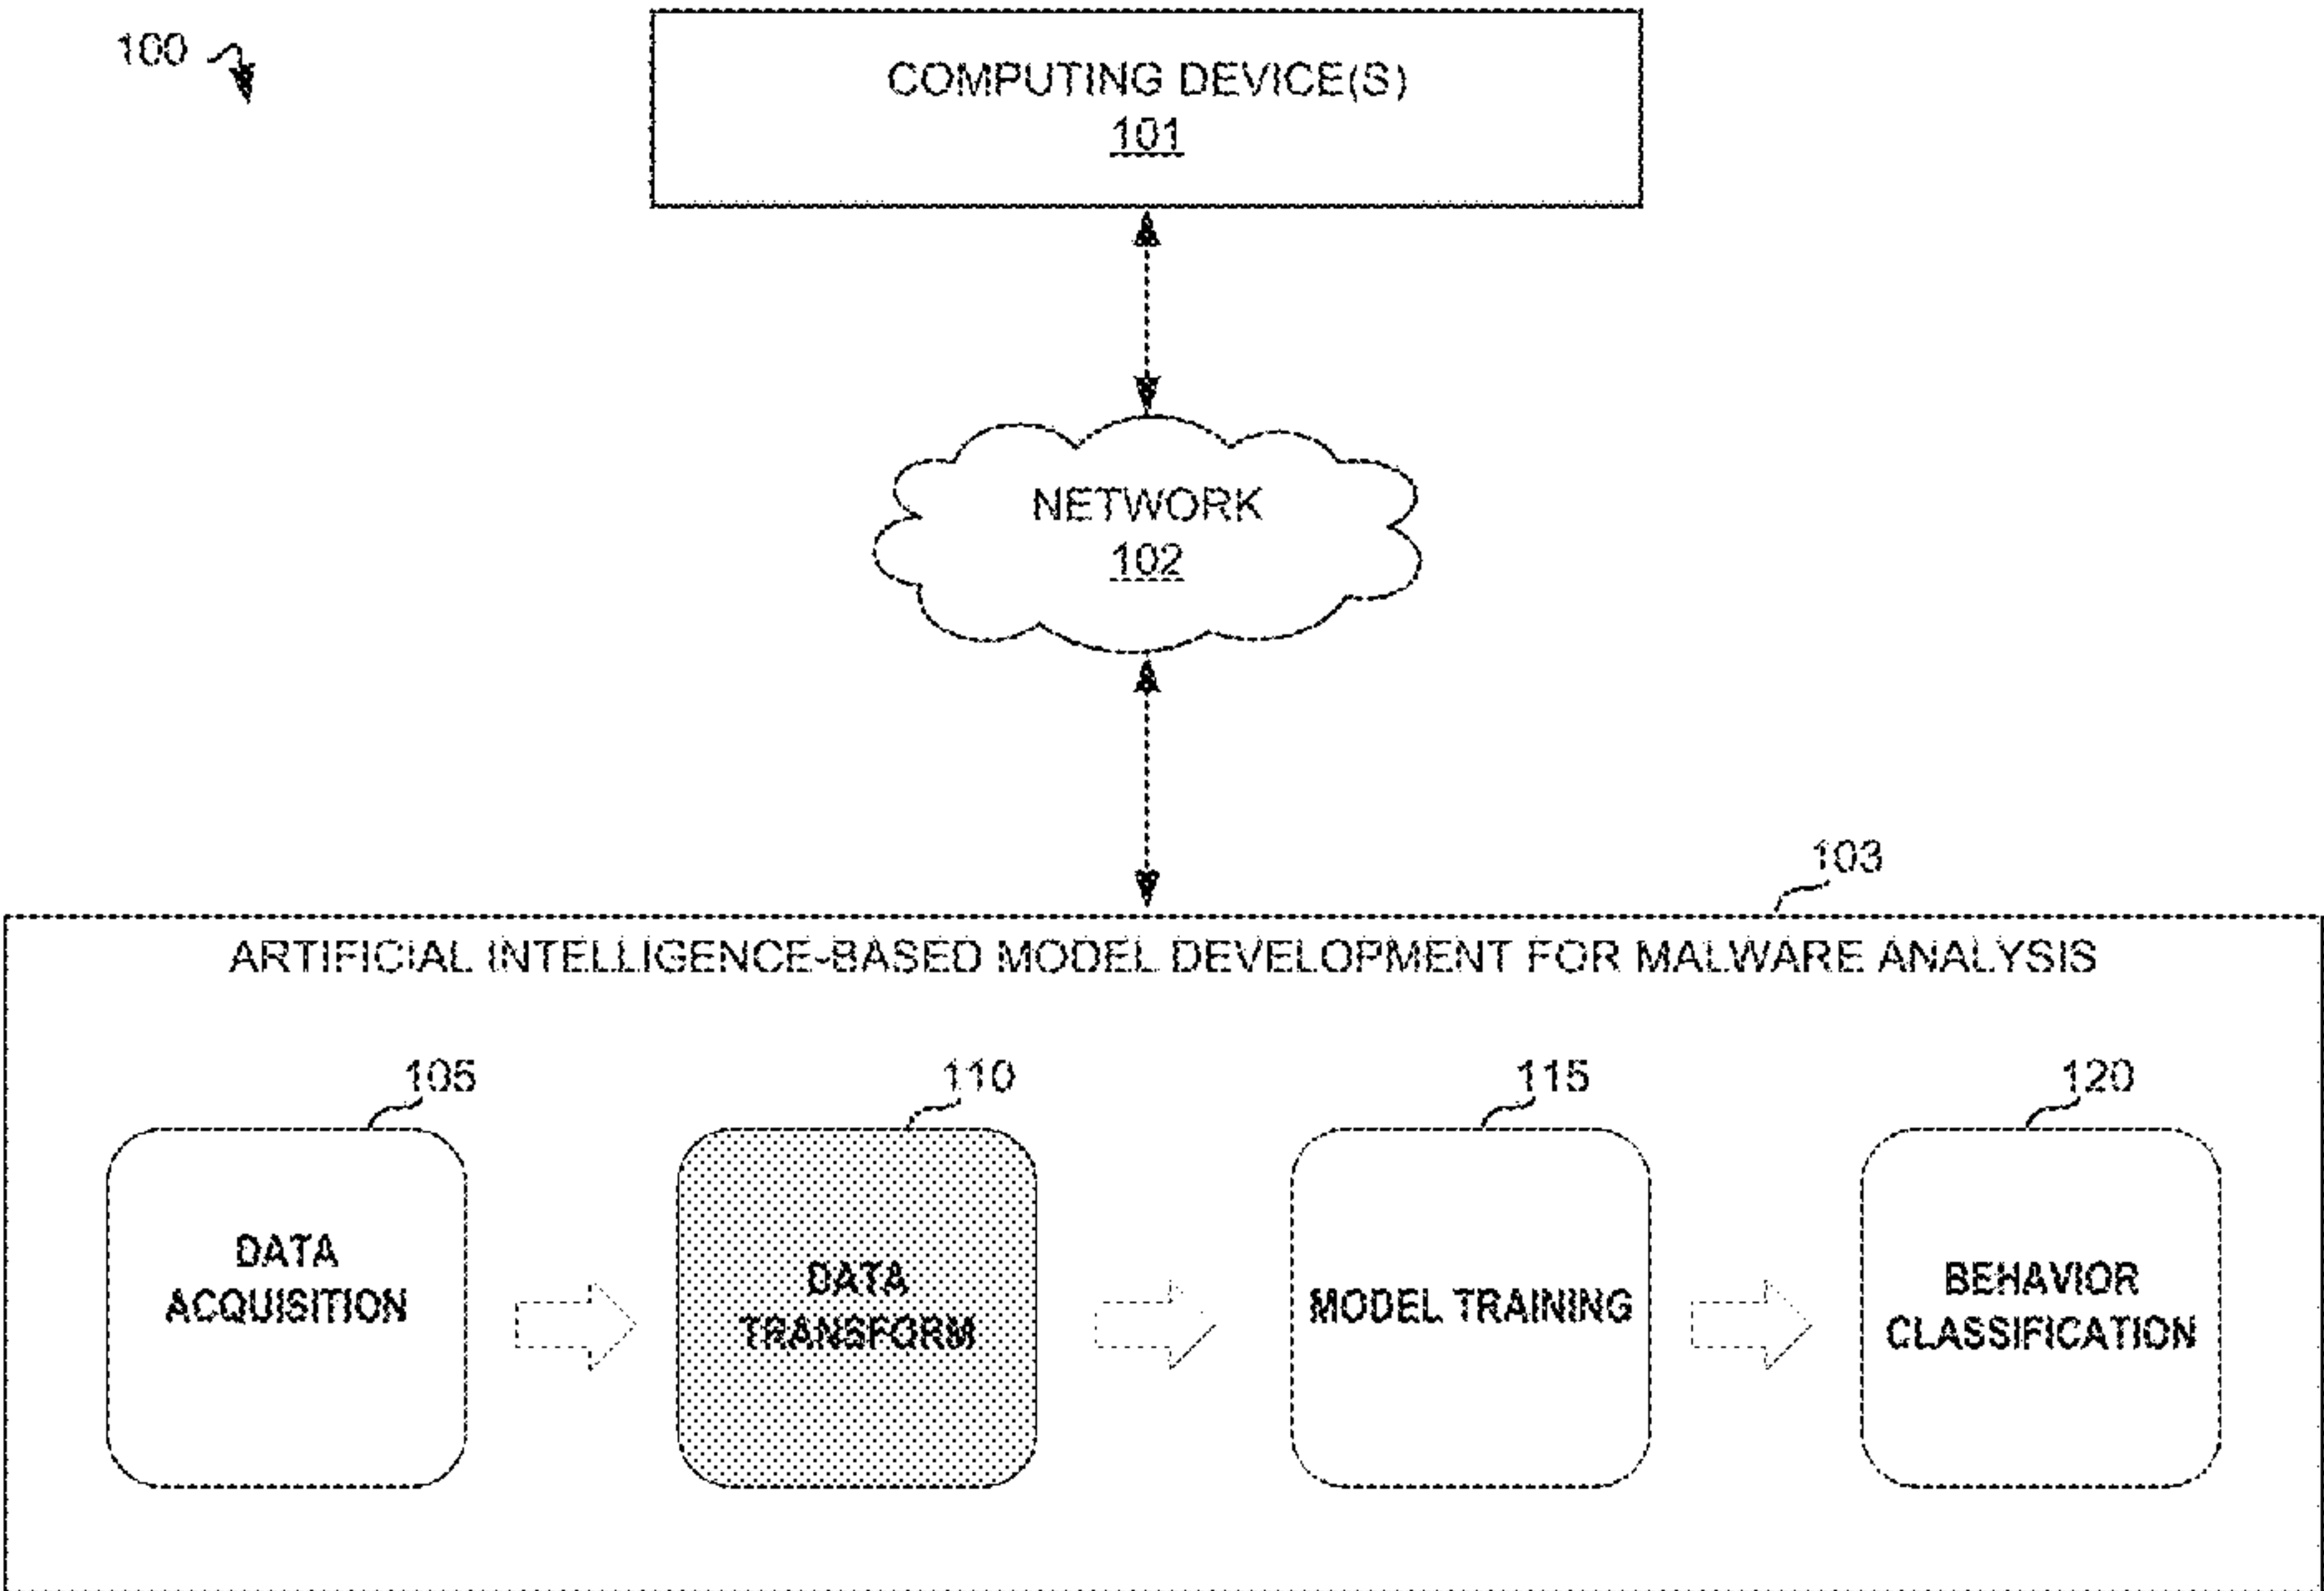 100
COMPUTING DEVICE(S)
101
NETWORK
102
103
ARTIFICIAL INTELLIGENCE-BASED MODEL DEVELOPMENT FOR MALWARE ANALYSIS
105
110
115
120
DATA
ACQUISITION
DATA
TRANSFORM
MODEL TRAINING
BEHAVIOR
CLASSIFICATION